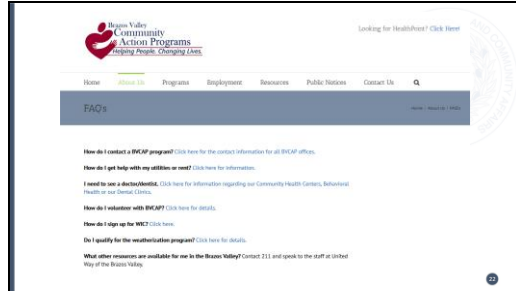 Brazos Valley
Community
Action Programs
Helping People. Changing Lives.
Looking for HealthPoint? Click Here!
Home About Us Programs Employment Resources Public Notices Contact Us
FAQs
Home / About Us / FAQs
How do I contact a BVCAP program? Click here for the contact information for all BVCAP offices.
How do I get help with my utilities or rent? Click here for information.
I need to see a doctor/dentist. Click here for information regarding our Community Health Centers, Behavioral
Health or our Dental Clinics.
How do I volunteer with BVCAP? Click here for details.
How do I sign up for WIC? Click here.
Do I qualify for the weatherization program? Click here for details.
What other resources are available for me in the Brazos Valley? Contact 211 and speak to the staff at United
Way of the Brazos Valley.
22